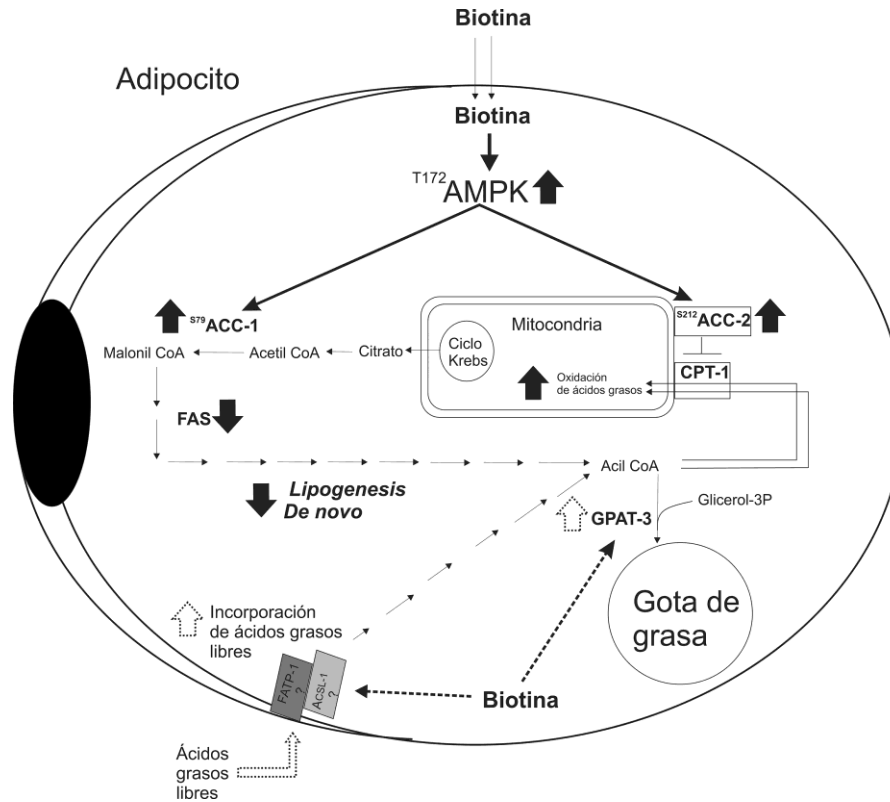 Biotina
Adipocito
Biotina
T172AMPK
S79ACC-1
S212ACC-2
Mitocondria
Ciclo
Krebs
Malonil CoA
Acetil CoA
Citrato
Oxidación
de ácidos grasos
CPT-1
FAS
Acil CoA
Lipogenesis
De novo
GPAT-3
Glicerol-3P
Gota de
grasa
Incorporación
de ácidos grasos
libres
FATP-1
?
ACSL-1
?
Biotina
Ácidos
grasos
libres